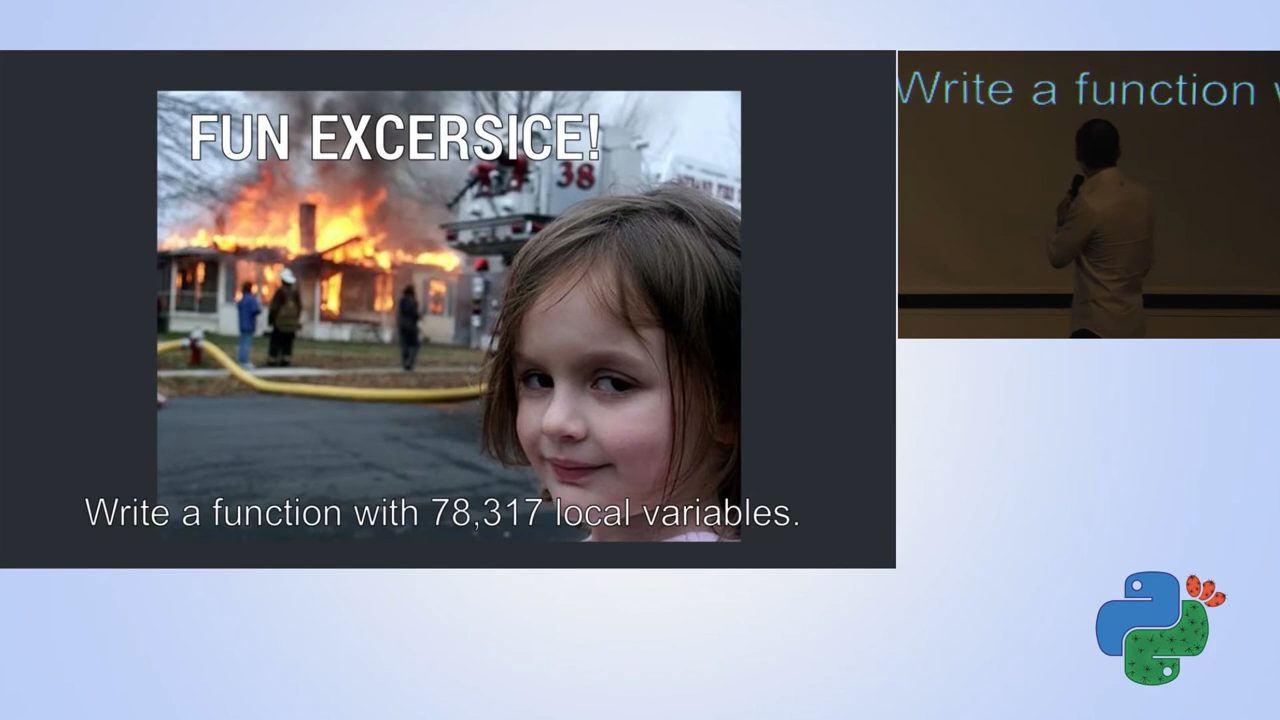 FUN EXCERSICE!
38
Write a function with 78,317 local variables.
Write a function